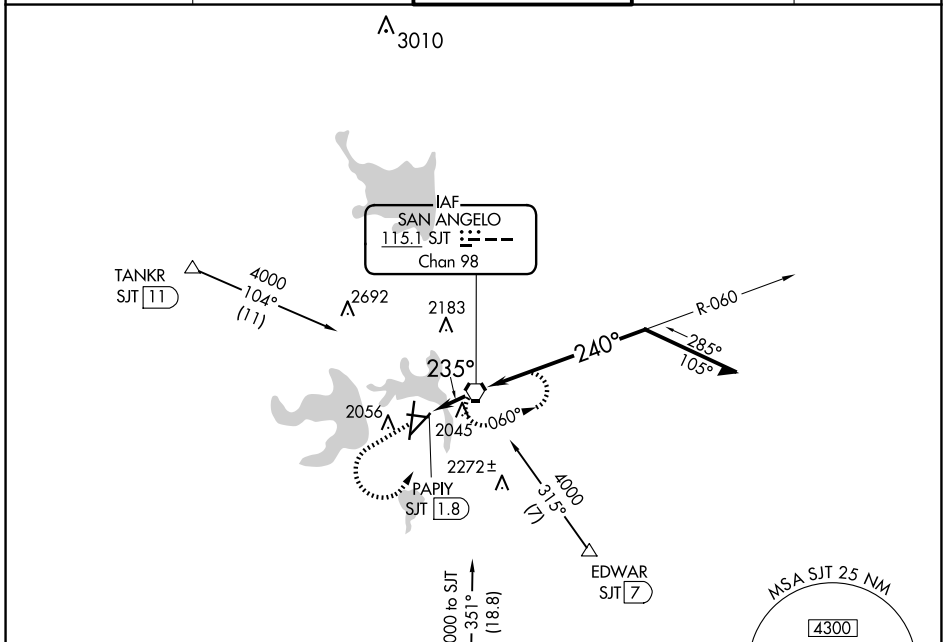 3010
IAF
SAN ANGELO
115.1 SJT
Chan 98
TANKR
SJT 11
4000
104°
(11)
2692
2183
R-060
285°
105°
240°
235°
2056
2045
060°
2272±
PAPIY
SJT 1.8
4000
315°
(7)
EDWAR
SJT 7
000 to SJT
351°
(18.8)
MSA SJT 25 NM
4300